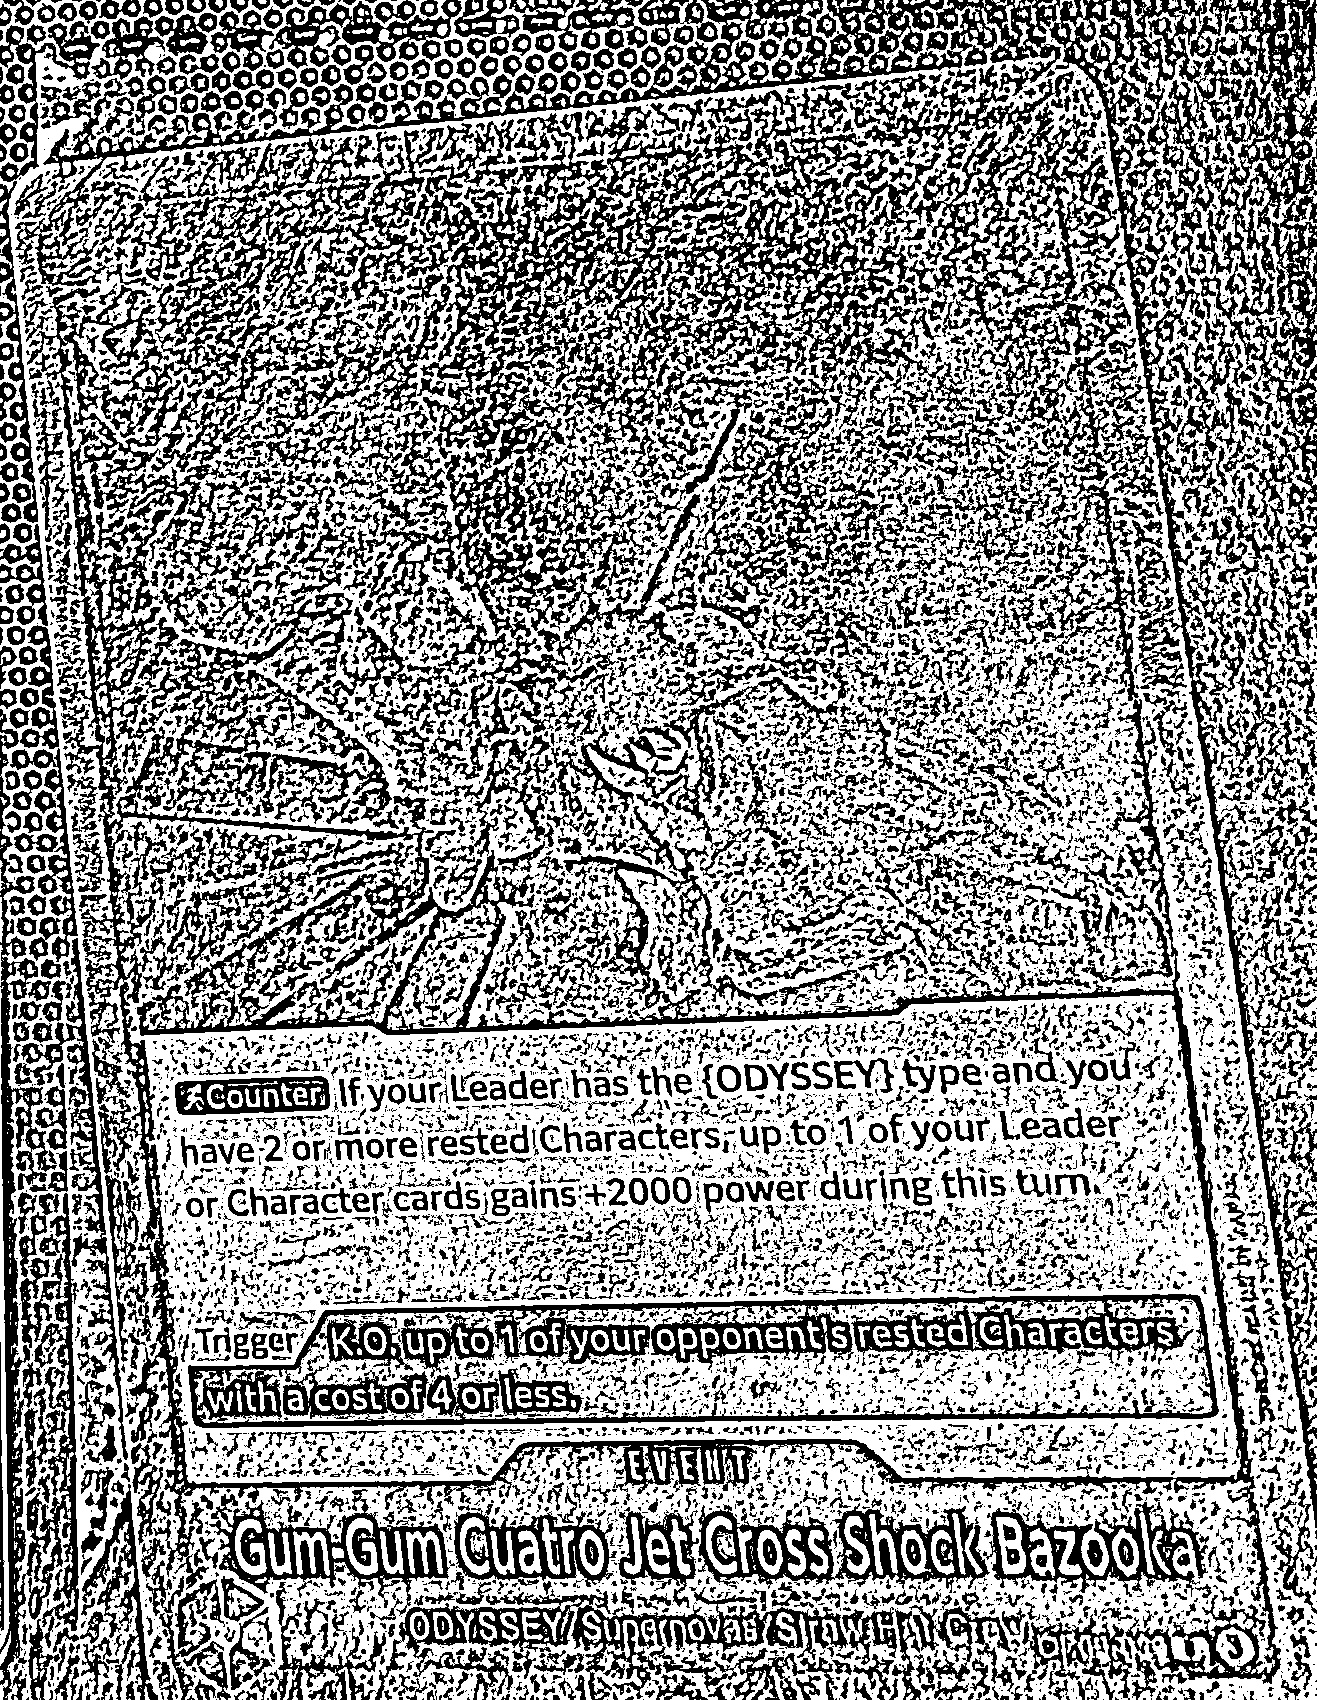 Counter If your Leader has the {ODYSSEY} type and you
have 2 or more rested Characters, up to 1 of your Leader
or Character cards gains +2000 power during this turn.
Trigger K.O. up to 1 of your opponent's rested Characters
with a cost of 4 or less.
EVENT
Gum-Gum Cuatro Jet Cross Shock Bazooka
ODYSSEY/Supernovas/Straw Hat Crew